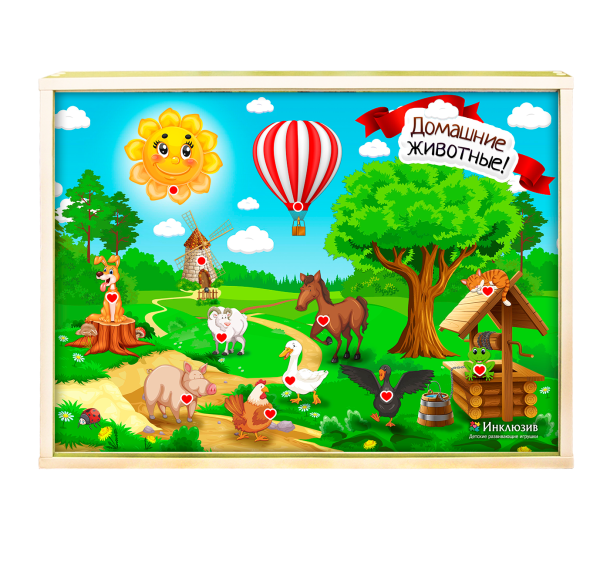 Домашние
животные!
Инклюзив
Детские развивающие игрушки